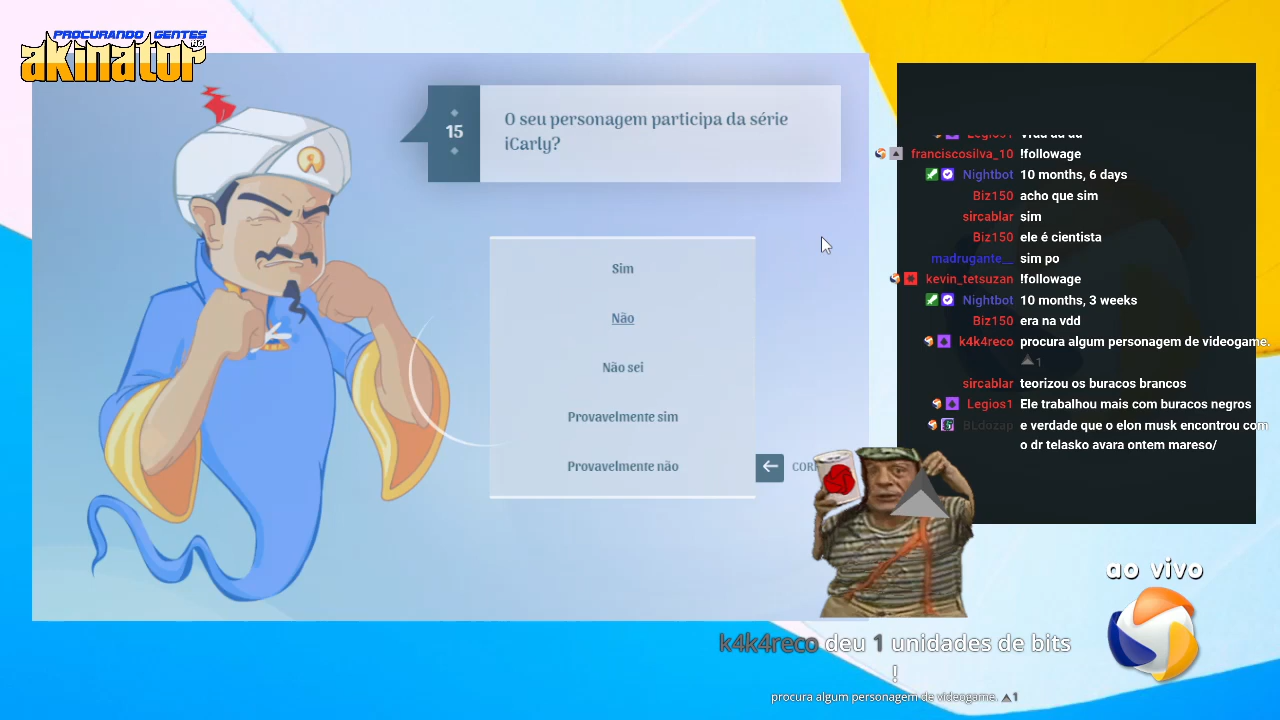 PROCURANDO GENTES
NO
akinator
15
O seu personagem participa da série
iCarly?
Sim
Não
Não sei
Provavelmente sim
Provavelmente não
Legios1
franciscosilva_10 !followage
Nightbot 10 months, 6 days
Biz150 acho que sim
sircablar sim
Biz150 ele é cientista
madrugante__ sim po
kevin_tetsuzan !followage
Nightbot 10 months, 3 weeks
Biz150 era na vdd
k4k4reco procura algum personagem de videogame.
1
sircablar teorizou os buracos brancos
Legios1 Ele trabalhou mais com buracos negros
BLdozap e verdade que o elon musk encontrou com
o dr telasko avara ontem mareso/
ao vivo
k4k4reco deu 1 unidades de bits
!
procura algum personagem de videogame. 1